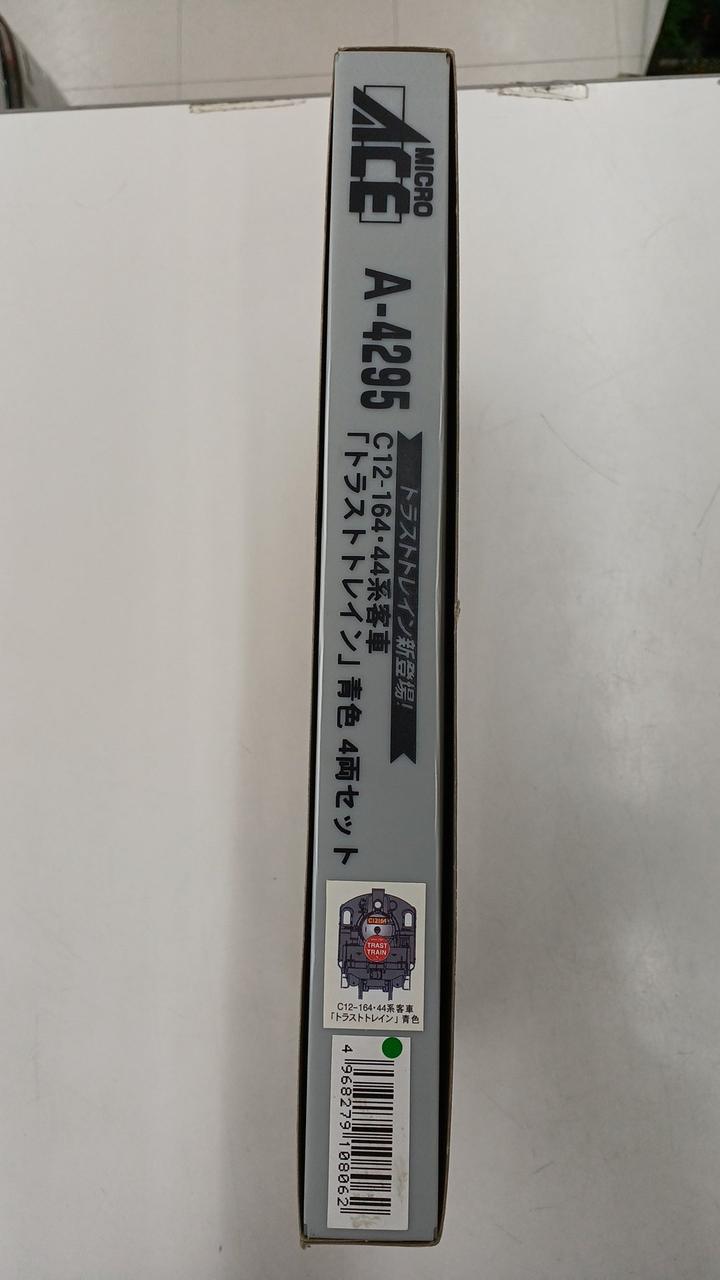 MICRO
ACE
A-4295
トラストトレイン新登場!
C12-164・44系客車
「トラストトレイン」青色 4両セット
C12164
TRAST
TRAIN
C12-164・44系客車
「トラストトレイン」青色
4 968279 108062